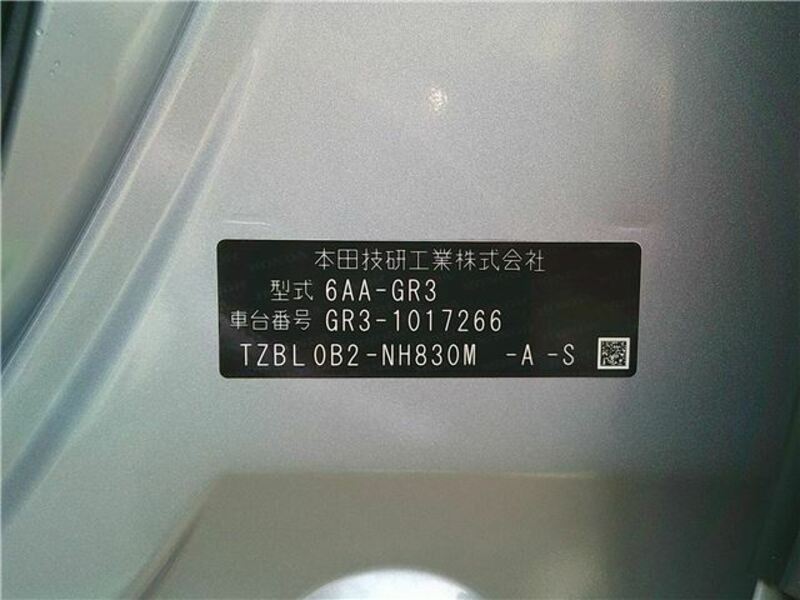 本田技研工業株式会社
型式 6AA-GR3
車台番号 GR3-1017266
TZBL0B2-NH830M -A-S